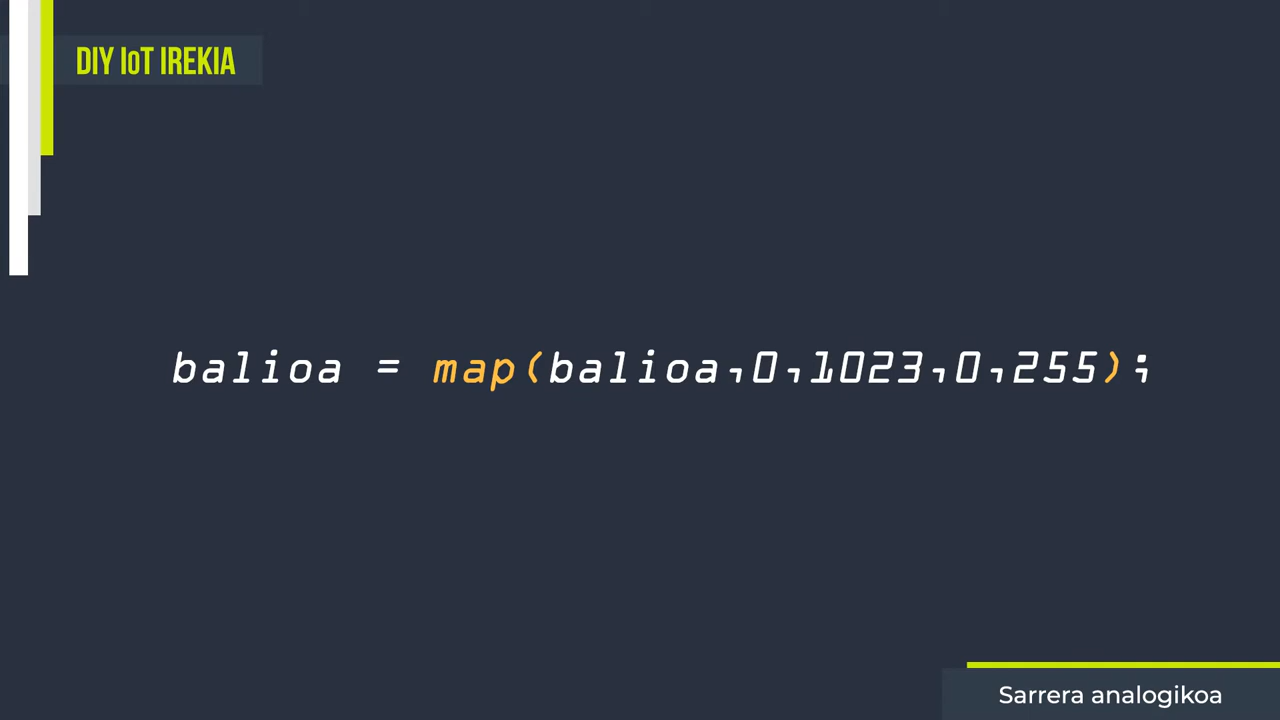 DIY IoT IREKIA
balioa = map(balioa,0,1023,0,255);
Sarrera analogikoa